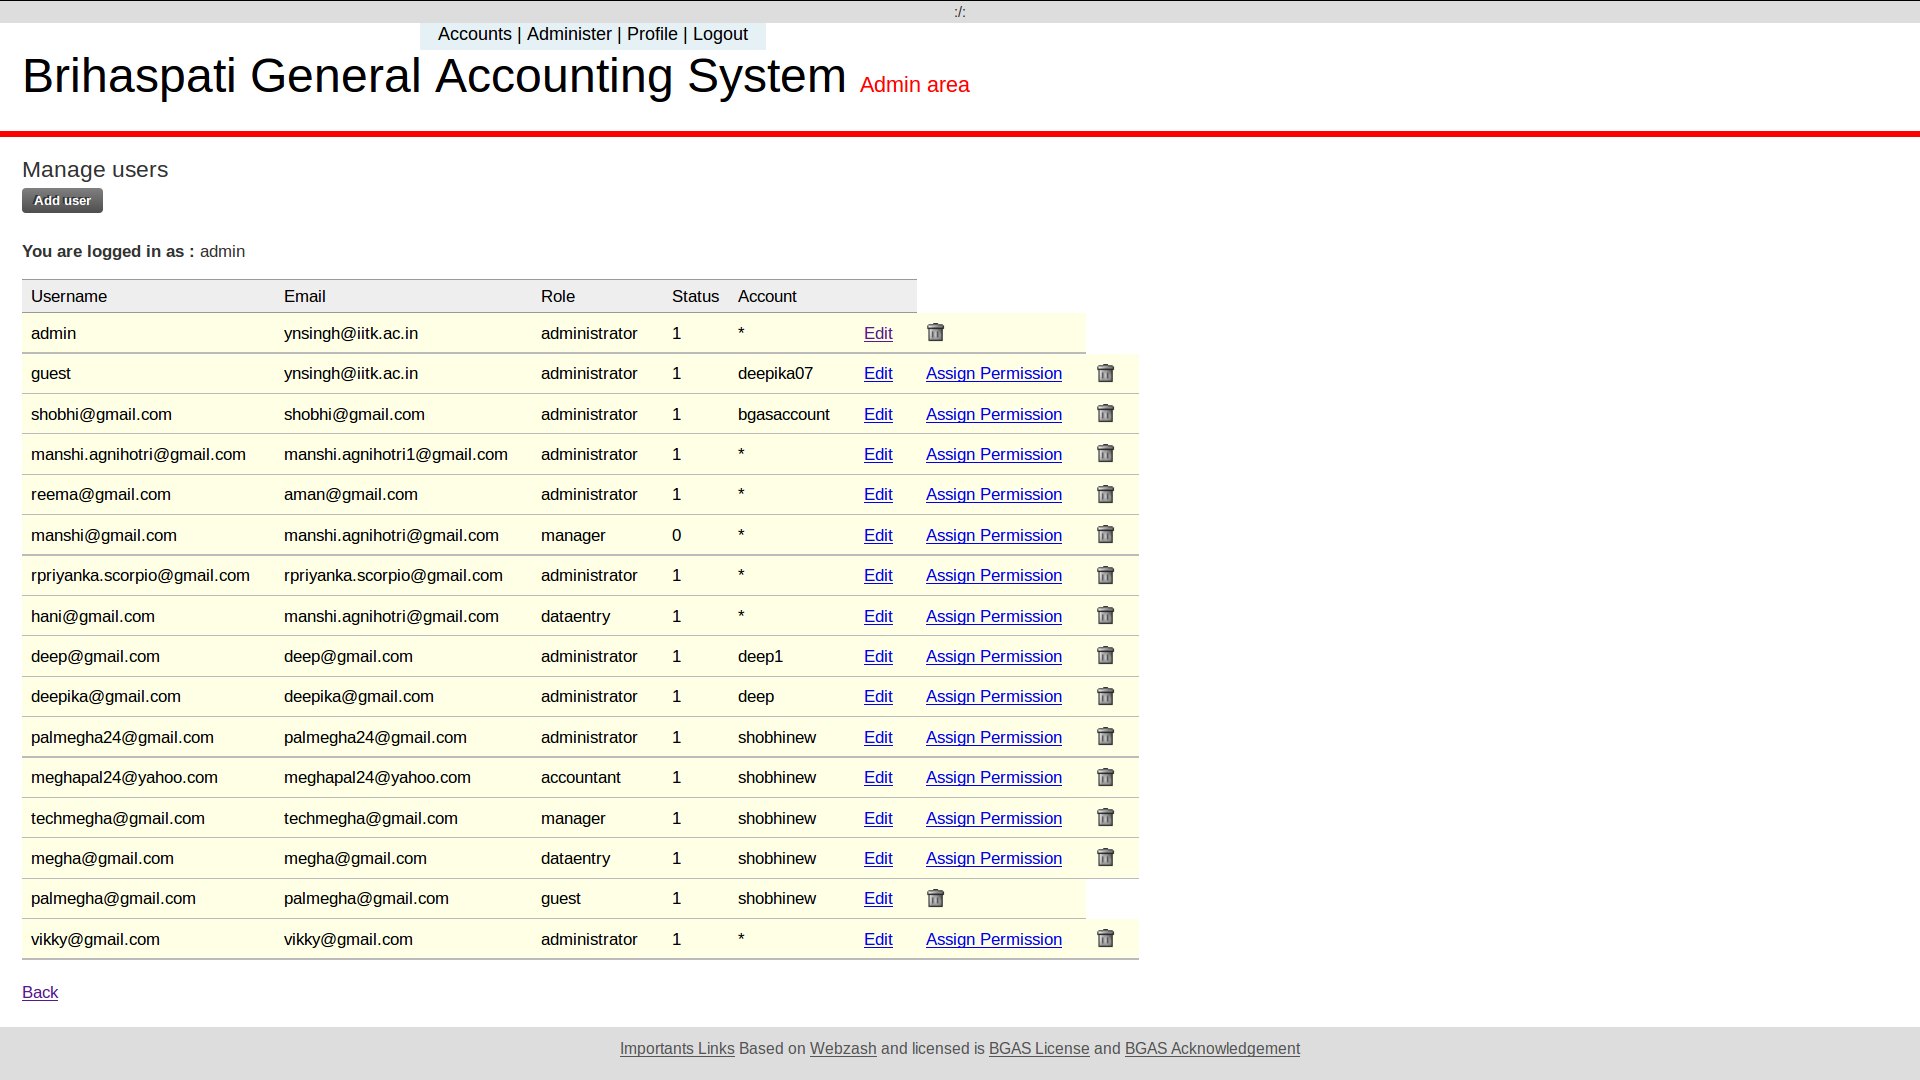 :/:
Accounts | Administer | Profile | Logout
Brihaspati General Accounting System Admin area
Manage users
Add user
You are logged in as : admin
Username Email Role Status Account
admin ynsingh@iitk.ac.in administrator 1 * Edit
guest ynsingh@iitk.ac.in administrator 1 deepika07 Edit Assign Permission
shobhi@gmail.com shobhi@gmail.com administrator 1 bgasaccount Edit Assign Permission
manshi.agnihotri@gmail.com manshi.agnihotri1@gmail.com administrator 1 * Edit Assign Permission
reema@gmail.com aman@gmail.com administrator 1 * Edit Assign Permission
manshi@gmail.com manshi.agnihotri@gmail.com manager 0 * Edit Assign Permission
rpriyanka.scorpio@gmail.com rpriyanka.scorpio@gmail.com administrator 1 * Edit Assign Permission
hani@gmail.com manshi.agnihotri@gmail.com dataentry 1 * Edit Assign Permission
deep@gmail.com deep@gmail.com administrator 1 deep1 Edit Assign Permission
deepika@gmail.com deepika@gmail.com administrator 1 deep Edit Assign Permission
palmegha24@gmail.com palmegha24@gmail.com administrator 1 shobhinew Edit Assign Permission
meghapal24@yahoo.com meghapal24@yahoo.com accountant 1 shobhinew Edit Assign Permission
techmegha@gmail.com techmegha@gmail.com manager 1 shobhinew Edit Assign Permission
megha@gmail.com megha@gmail.com dataentry 1 shobhinew Edit Assign Permission
palmegha@gmail.com palmegha@gmail.com guest 1 shobhinew Edit
vikky@gmail.com vikky@gmail.com administrator 1 * Edit Assign Permission
Back
Importants Links Based on Webzash and licensed is BGAS License and BGAS Acknowledgement